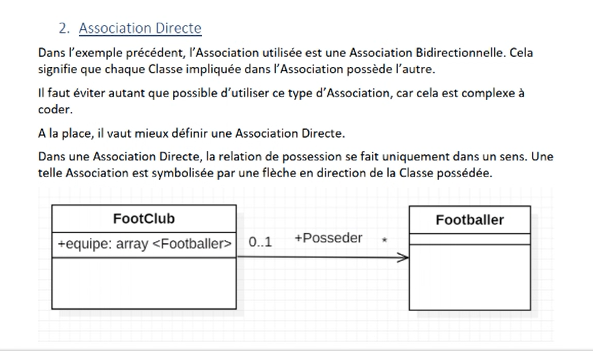 2. Association Directe
Dans l'exemple précédent, l'Association utilisée est une Association Bidirectionnelle. Cela
signifie que chaque Classe impliquée dans l'Association possède l'autre.
Il faut éviter autant que possible d'utiliser ce type d'Association, car cela est complexe à
coder.
A la place, il vaut mieux définir une Association Directe.
Dans une Association Directe, la relation de possession se fait uniquement dans un sens. Une
telle Association est symbolisée par une flèche en direction de la Classe possédée.
FootClub
+equipe: array <Footballer>
0..1 +Posseder *
Footballer